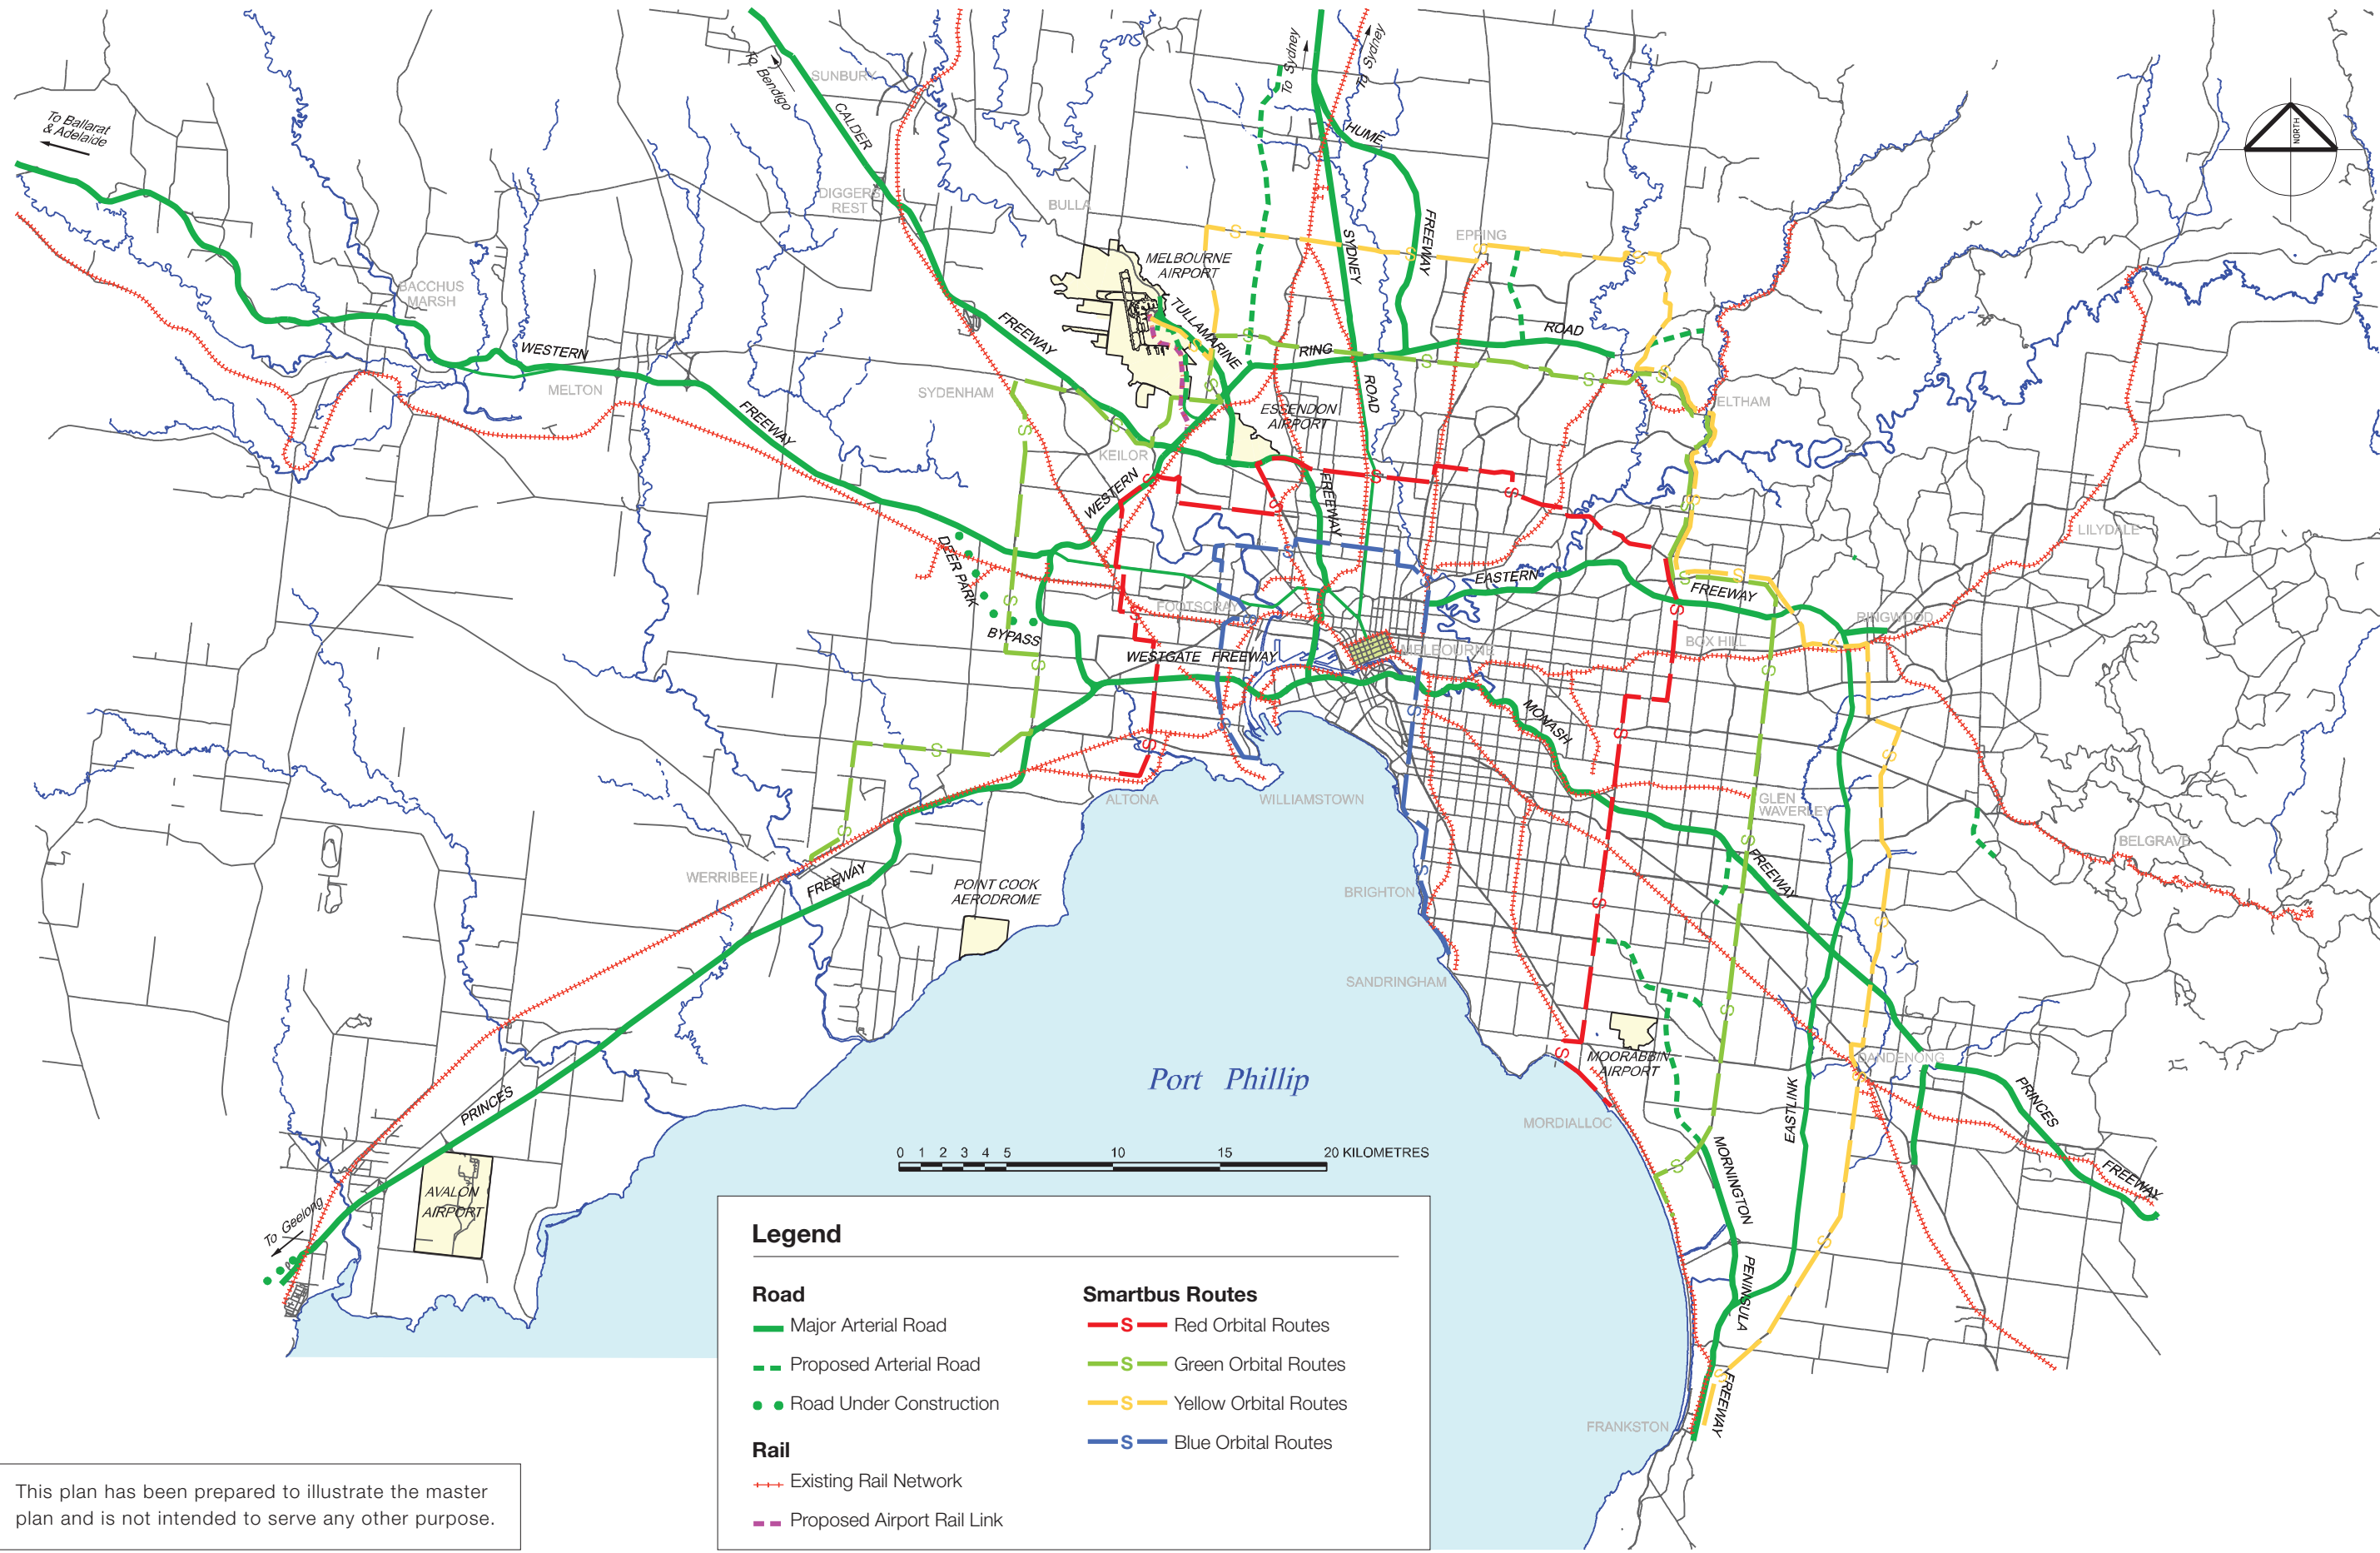 To Ballarat
& Adelaide
To Bendigo
SUNBURY
CALDER
DIGGERS
REST
BULLA
To Sydney
To Sydney
HUME
FREEWAY
SYDNEY
EPPING
NORTH
MELBOURNE
AIRPORT
TULLAMARINE
BACCHUS
MARSH
FREEWAY
RING
ROAD
ROAD
WESTERN
MELTON
SYDENHAM
FREEWAY
ESSENDON
AIRPORT
ELTHAM
KEILOR
WESTERN
FREEWAY
LILYDALE
DEER PARK
BYPASS
FOOTSCRAY
EASTERN
FREEWAY
RINGWOOD
BOX HILL
MELBOURNE
WESTGATE FREEWAY
MONASH
ALTONA
WILLIAMSTOWN
GLEN
WAVERLEY
BELGRAVE
FREEWAY
WERRIBEE
FREEWAY
POINT COOK
AERODROME
BRIGHTON
SANDRINGHAM
MOORABBIN
AIRPORT
DANDENONG
Port Phillip
PRINCES
MORDIALLOC
EASTLINK
PRINCES
FREEWAY
0 1 2 3 4 5 10 15 20 KILOMETRES
MORNINGTON
PENINSULA
FREEWAY
AVALON
AIRPORT
To Geelong
FRANKSTON
Legend
Road
Major Arterial Road
Proposed Arterial Road
Road Under Construction
Rail
Existing Rail Network
Proposed Airport Rail Link
Smartbus Routes
S Red Orbital Routes
S Green Orbital Routes
S Yellow Orbital Routes
S Blue Orbital Routes
This plan has been prepared to illustrate the master
plan and is not intended to serve any other purpose.